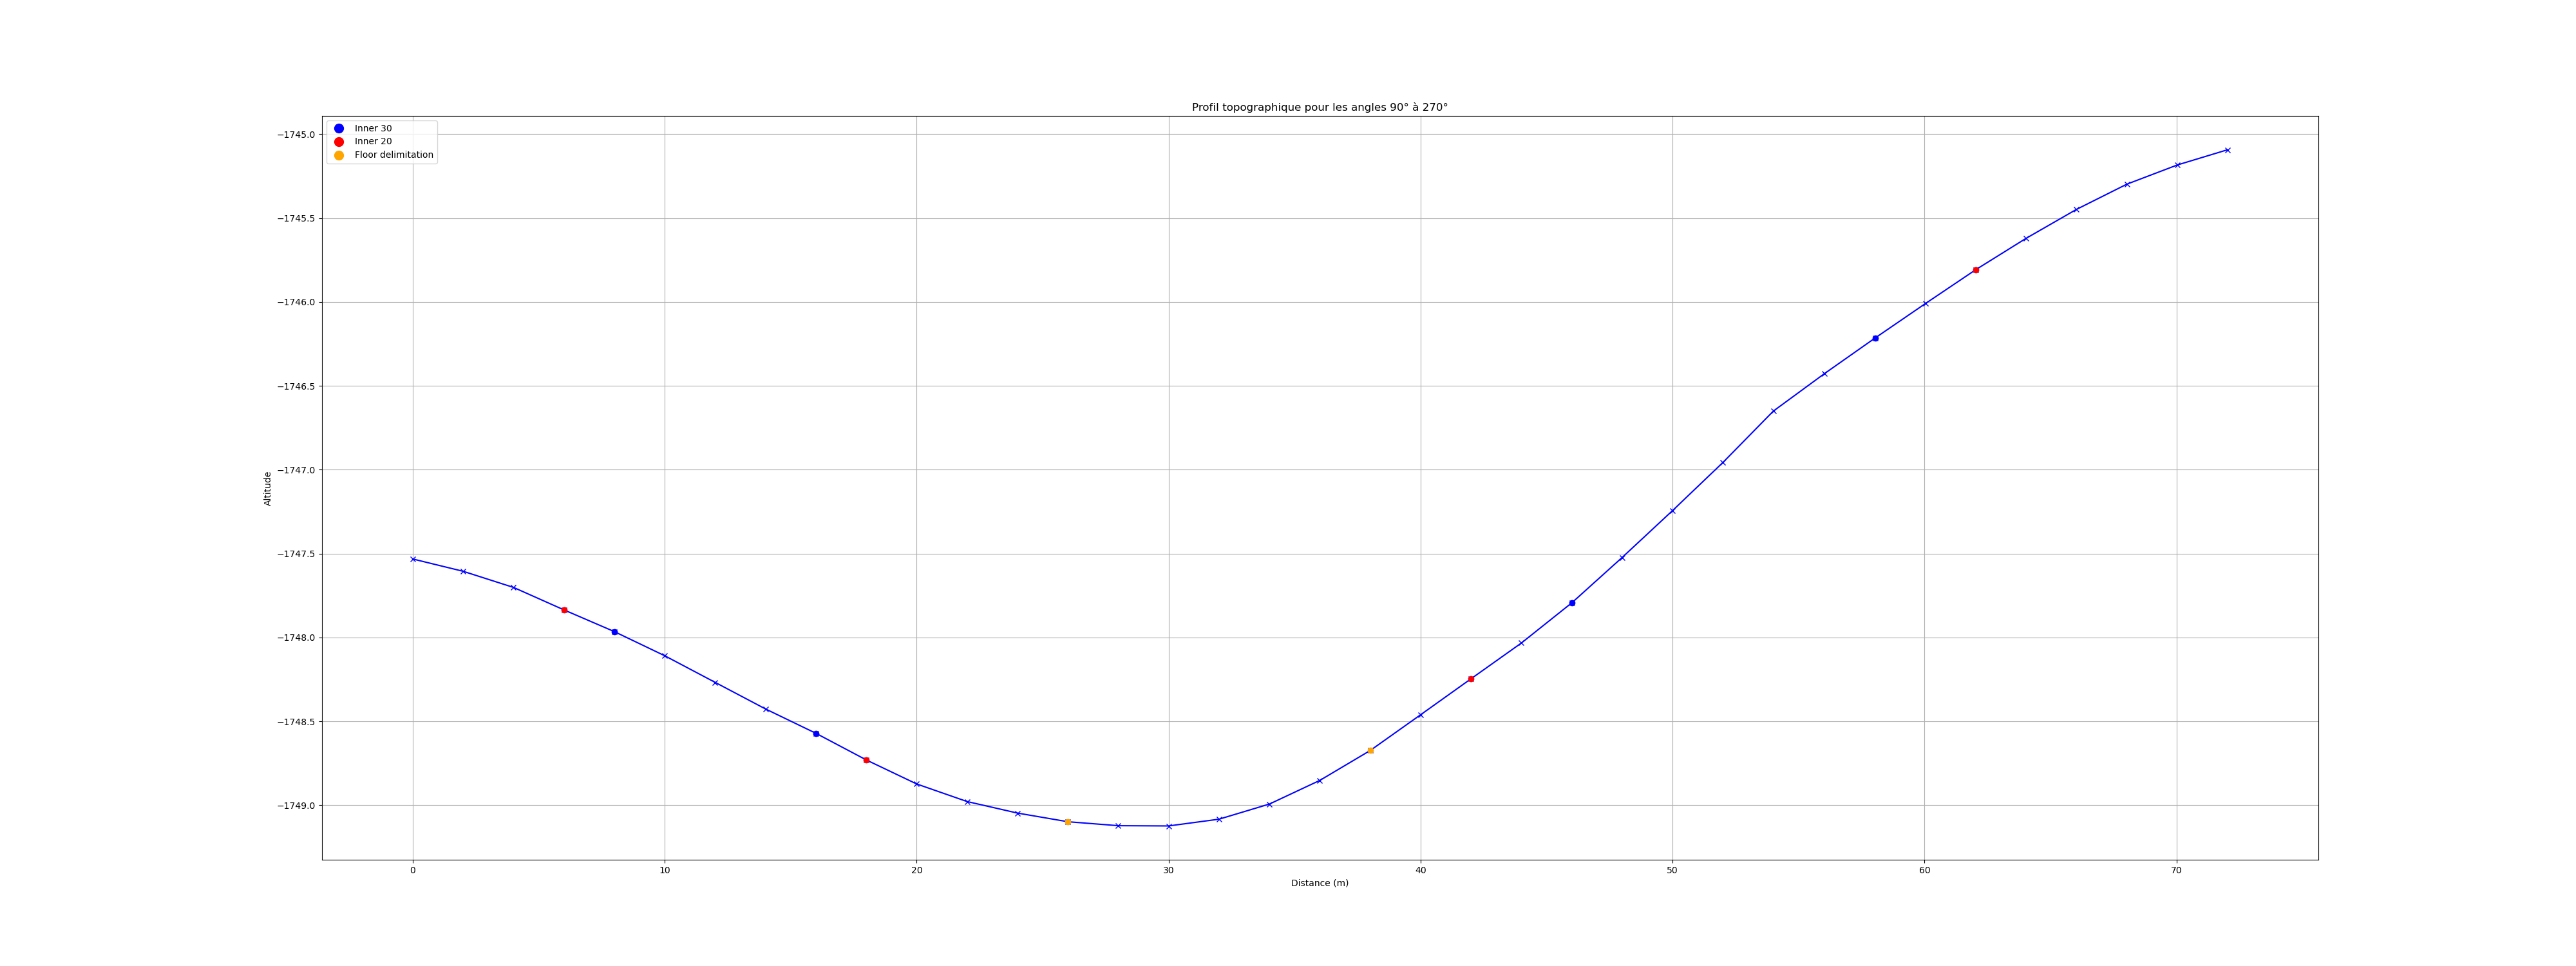 Profil topographique pour les angles 90° à 270°
Inner 30
Inner 20
Floor delimitation
−1745.0
−1745.5
−1746.0
−1746.5
−1747.0
−1747.5
−1748.0
−1748.5
−1749.0
Altitude
0 10 20 30 40 50 60 70
Distance (m)